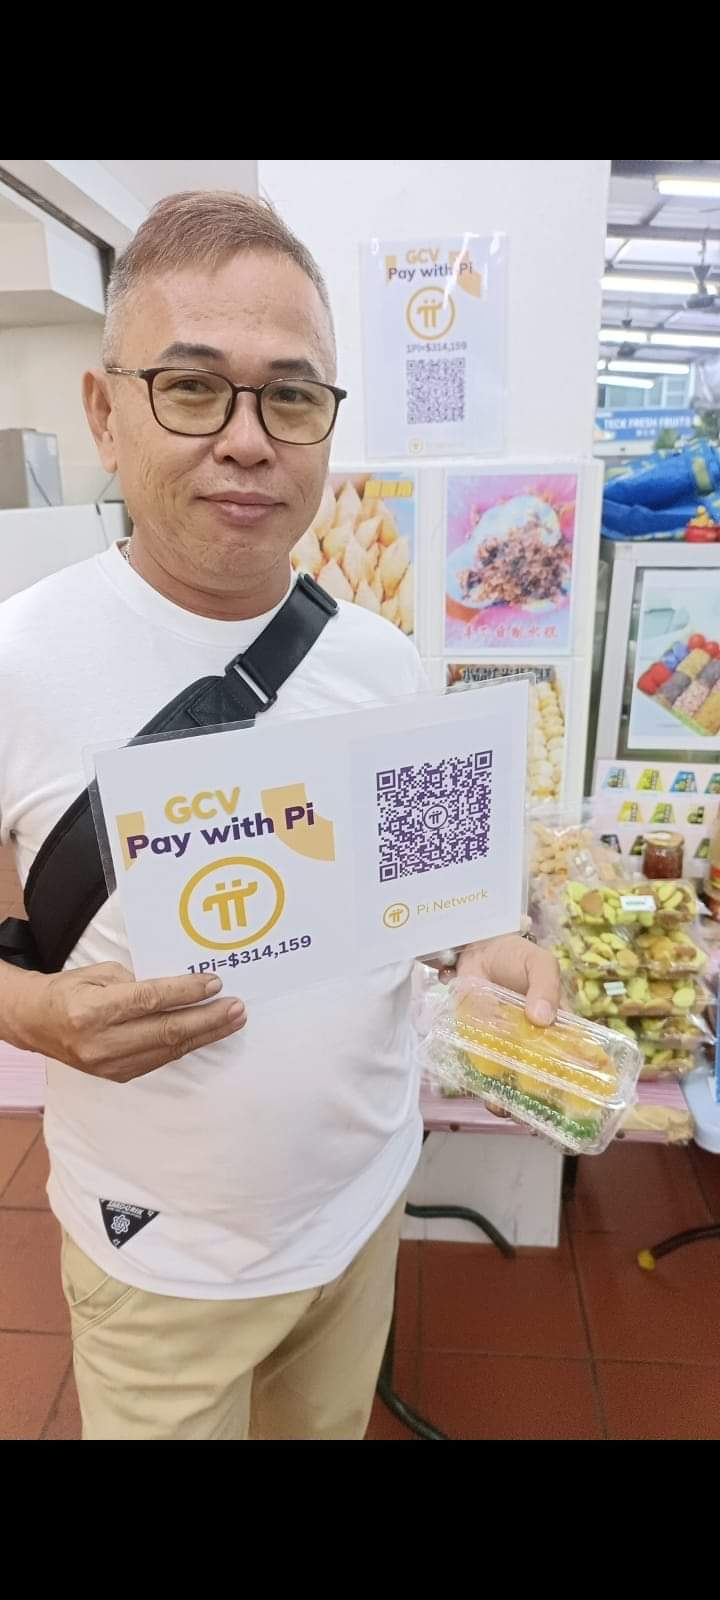 GCV
Pay with Pi
1Pi=$314,159
TECK FRESH FRUITS
GCV
Pay with Pi
1Pi=$314,159
Pi Network